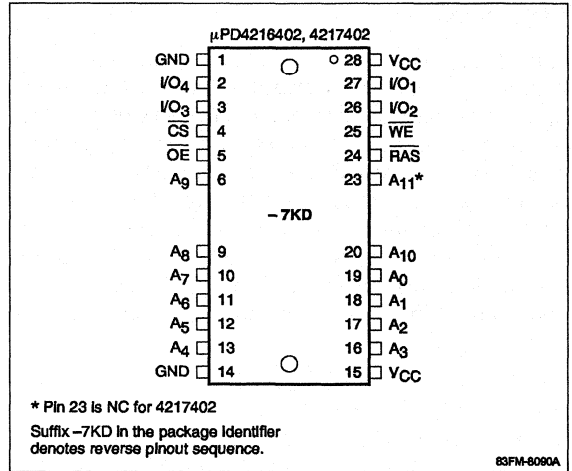 µPD4216402, 4217402
GND 1 28 VCC
I/O4 2 27 I/O1
I/O3 3 26 I/O2
CS 4 25 WE
OE 5 24 RAS
A9 6 23 A11*
-7KD
A8 9 20 A10
A7 10 19 A0
A6 11 18 A1
A5 12 17 A2
A4 13 16 A3
GND 14 15 VCC
* Pin 23 is NC for 4217402
Suffix -7KD in the package identifier
denotes reverse pinout sequence.
83FM-8090A